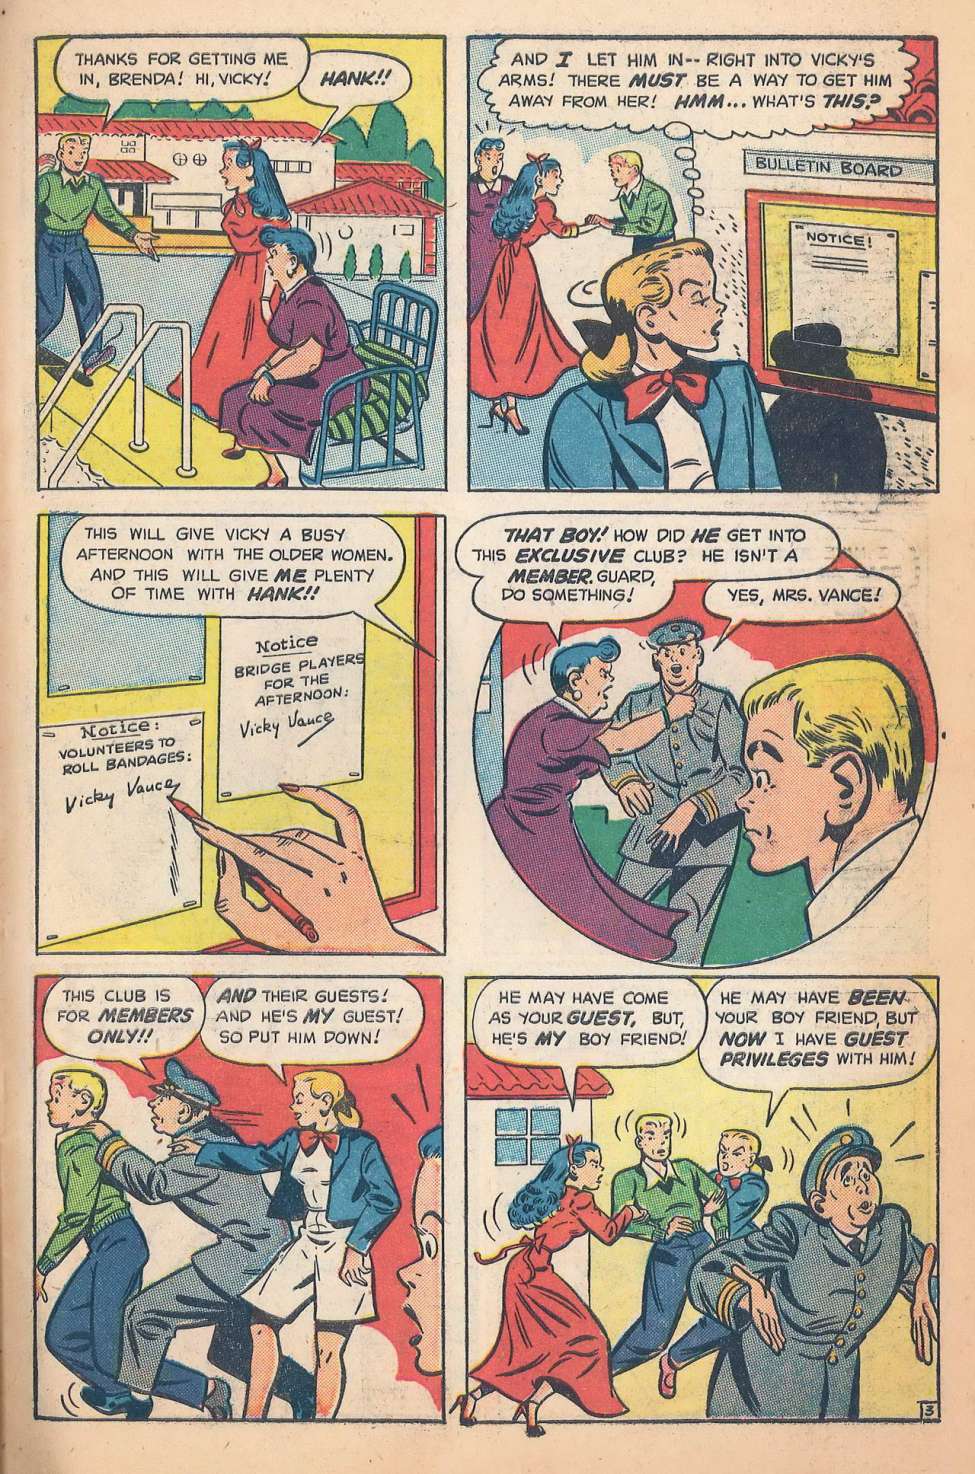 THANKS FOR GETTING ME
IN, BRENDA! HI, VICKY!
HANK!!
AND I LET HIM IN-- RIGHT INTO VICKY'S
ARMS! THERE MUST BE A WAY TO GET HIM
AWAY FROM HER! HMM... WHAT'S THIS?
BULLETIN BOARD
NOTICE!
THIS WILL GIVE VICKY A BUSY
AFTERNOON WITH THE OLDER WOMEN.
AND THIS WILL GIVE ME PLENTY
OF TIME WITH HANK!!
Notice
BRIDGE PLAYERS
FOR THE
AFTERNOON:
Vicky Vance
Notice:
VOLUNTEERS TO
ROLL BANDAGES:
Vicky Vance
THAT BOY! HOW DID HE GET INTO
THIS EXCLUSIVE CLUB? HE ISN'T A
MEMBER. GUARD,
DO SOMETHING!
YES, MRS. VANCE!
THIS CLUB IS
FOR MEMBERS
ONLY!!
AND THEIR GUESTS!
AND HE'S MY GUEST!
SO PUT HIM DOWN!
HE MAY HAVE COME
AS YOUR GUEST, BUT,
HE'S MY BOY FRIEND!
HE MAY HAVE BEEN
YOUR BOY FRIEND, BUT
NOW I HAVE GUEST
PRIVILEGES WITH HIM!
3